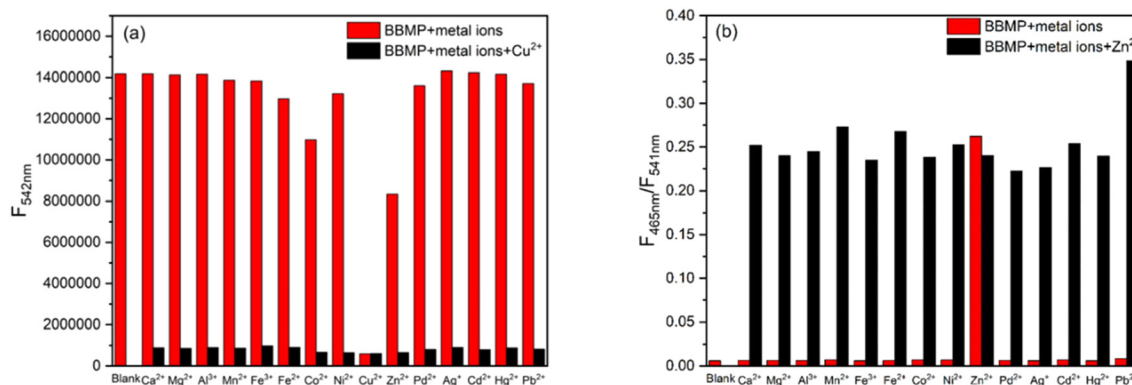 (a)
BBMP+metal ions
BBMP+metal ions+Cu²⁺
16000000
14000000
12000000
10000000
8000000
6000000
4000000
2000000
0
F542nm
Blank Ca²⁺ Mg²⁺ Al³⁺ Mn²⁺ Fe³⁺ Fe²⁺ Co²⁺ Ni²⁺ Cu²⁺ Zn²⁺ Pd²⁺ Ag⁺ Cd²⁺ Hg²⁺ Pb²⁺
(b)
BBMP+metal ions
BBMP+metal ions+Zn²
0.40
0.35
0.30
0.25
0.20
0.15
0.10
0.05
0.00
F465nm/F541nm
Blank Ca²⁺ Mg²⁺ Al³⁺ Mn²⁺ Fe³⁺ Fe²⁺ Co²⁺ Ni²⁺ Zn²⁺ Pd²⁺ Ag⁺ Cd²⁺ Hg²⁺ Pb²